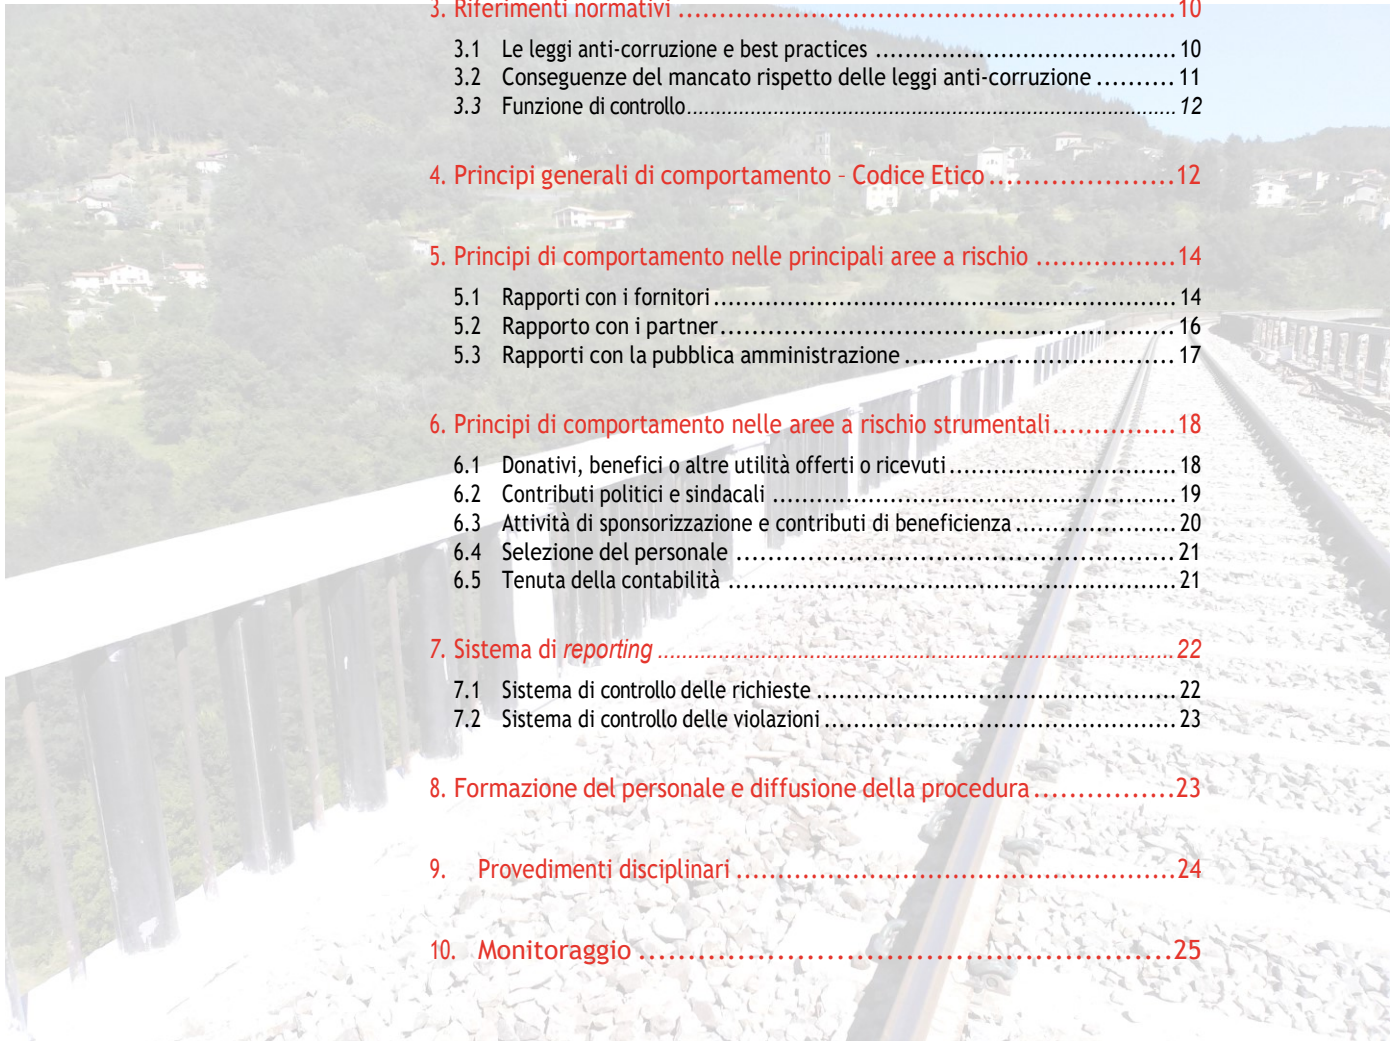 3. Riferimenti normativi ................................................................ 10
3.1 Le leggi anti-corruzione e best practices ........................................ 10
3.2 Conseguenze del mancato rispetto delle leggi anti-corruzione .......... 11
3.3 Funzione di controllo ................................................................ 12
4. Principi generali di comportamento – Codice Etico ................... 12
5. Principi di comportamento nelle principali aree a rischio ................. 14
5.1 Rapporti con i fornitori ................................................................ 14
5.2 Rapporto con i partner ................................................................ 16
5.3 Rapporti con la pubblica amministrazione ........................................ 17
6. Principi di comportamento nelle aree a rischio strumentali ............... 18
6.1 Donativi, benefici o altre utilità offerti o ricevuti .............................. 18
6.2 Contributi politici e sindacali ........................................................ 19
6.3 Attività di sponsorizzazione e contributi di beneficienza ..................... 20
6.4 Selezione del personale ................................................................ 21
6.5 Tenuta della contabilità ................................................................ 21
7. Sistema di reporting ................................................................ 22
7.1 Sistema di controllo delle richieste ................................................ 22
7.2 Sistema di controllo delle violazioni ................................................ 23
8. Formazione del personale e diffusione della procedura ................ 23
9. Provedimenti disciplinari ........................................................ 24
10. Monitoraggio ................................................................ 25